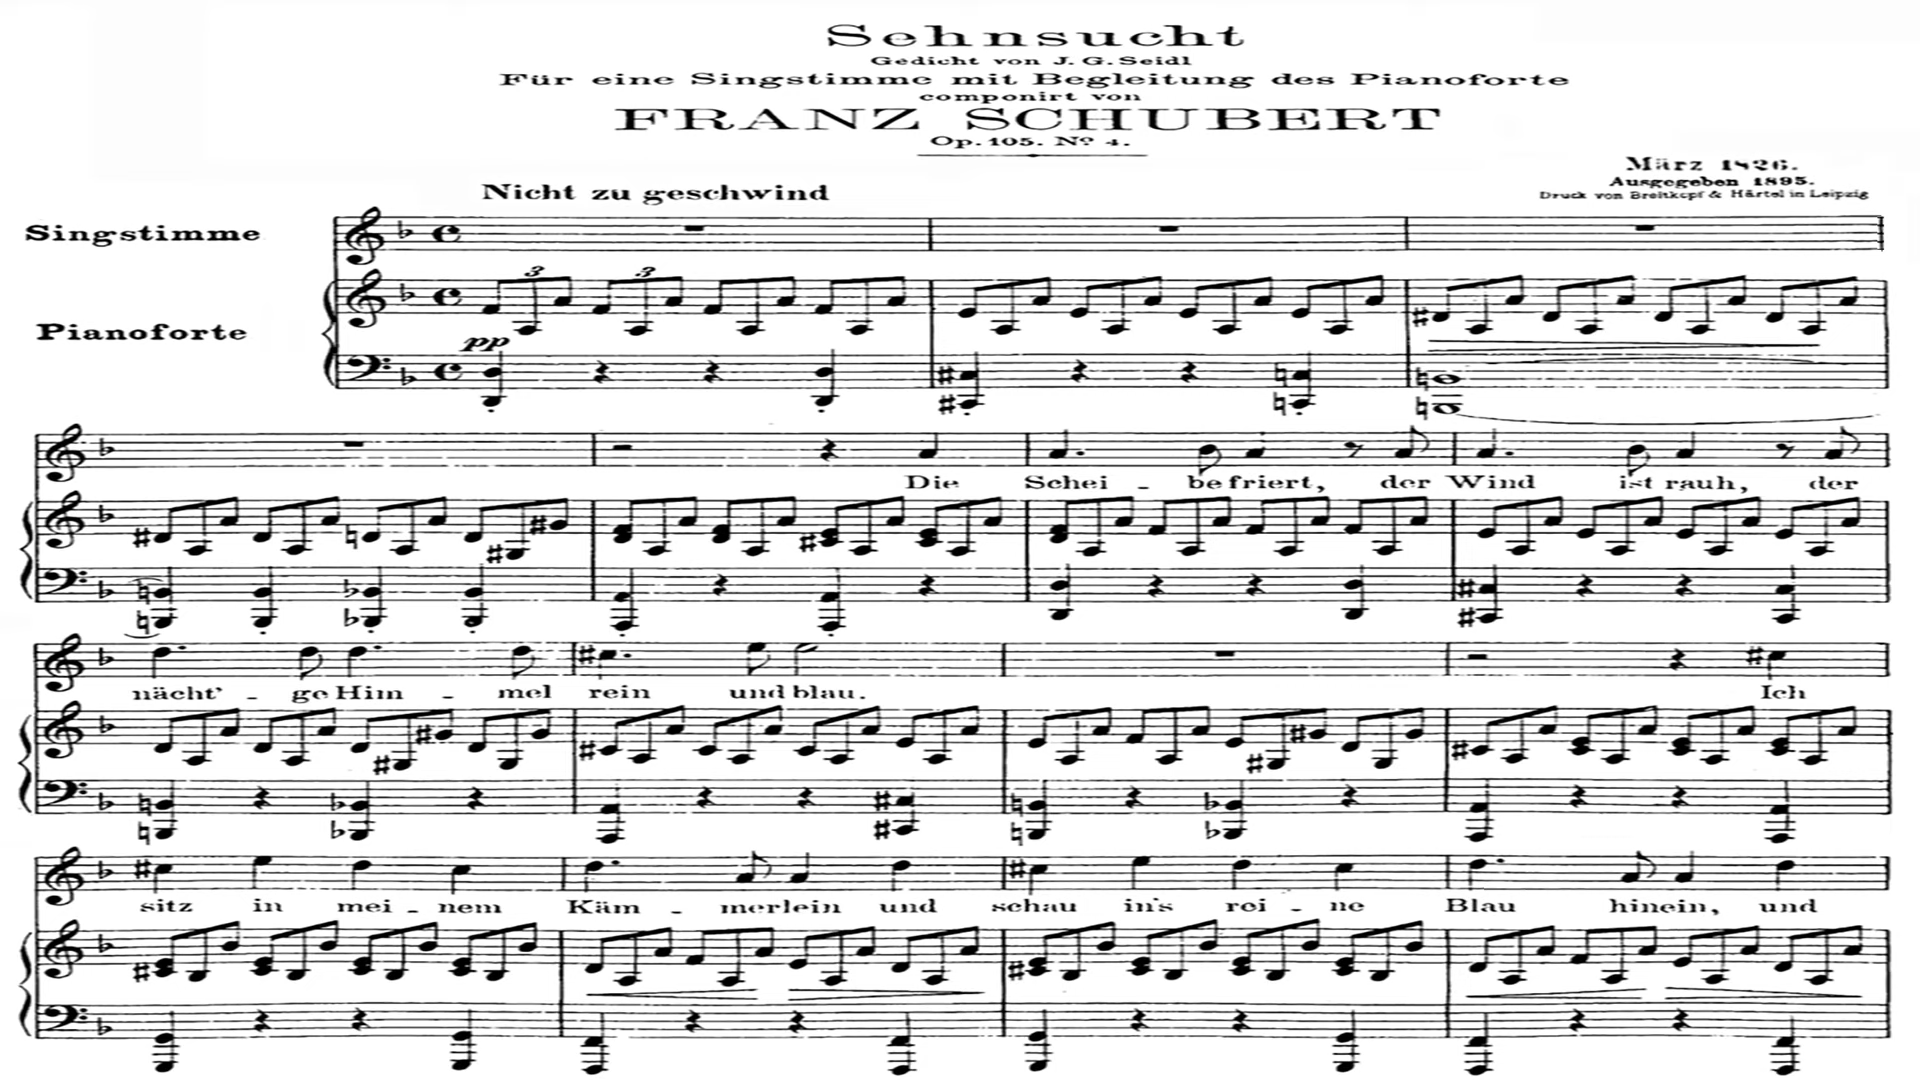 Sehnsucht
Gedicht von J. G. Seidl
Für eine Singstimme mit Begleitung des Pianoforte
componirt von
FRANZ SCHUBERT
Op. 105. Nº 4.
März 1826.
Ausgegeben 1895.
Druck von Breitkopf & Härtel in Leipzig
Nicht zu geschwind
Singstimme
3 3
Pianoforte
pp
Die Schei - be friert, der Wind ist rauh, der
nächt' - ge Him - mel rein und blau. Ich
sitz in mei - nem Käm - merlein und schau in's rei - ne Blau hinein, und